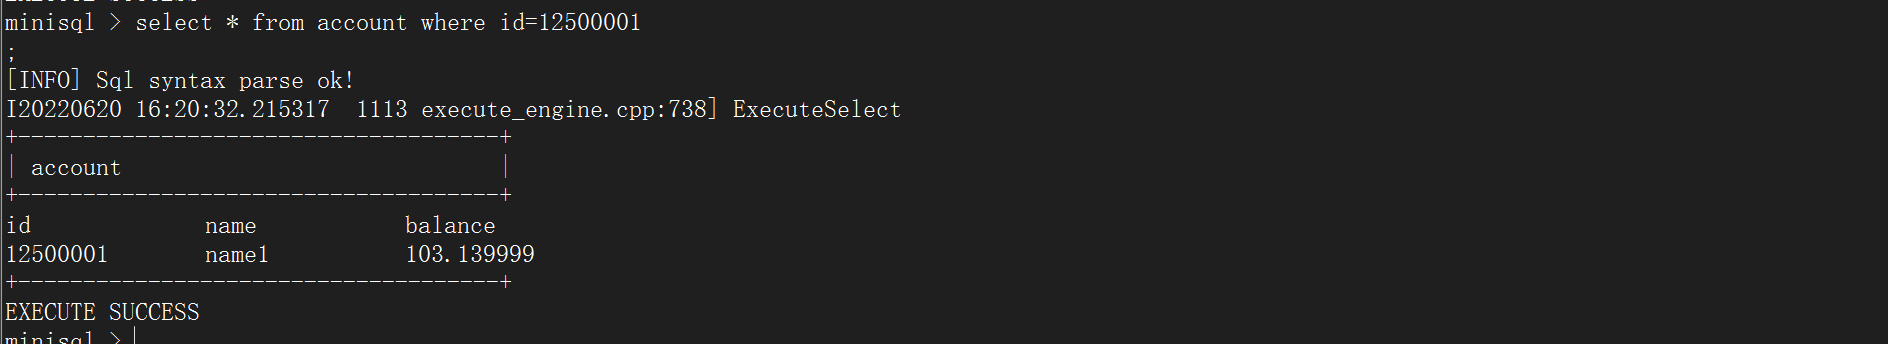 minisql > select * from account where id=12500001
;
[INFO] Sql syntax parse ok!
I20220620 16:20:32.215317  1113 execute_engine.cpp:738] ExecuteSelect
+-------------------------------------+
| account                             |
+-------------------------------------+
id             name           balance
12500001       name1          103.139999
+-------------------------------------+
EXECUTE SUCCESS
minisql >